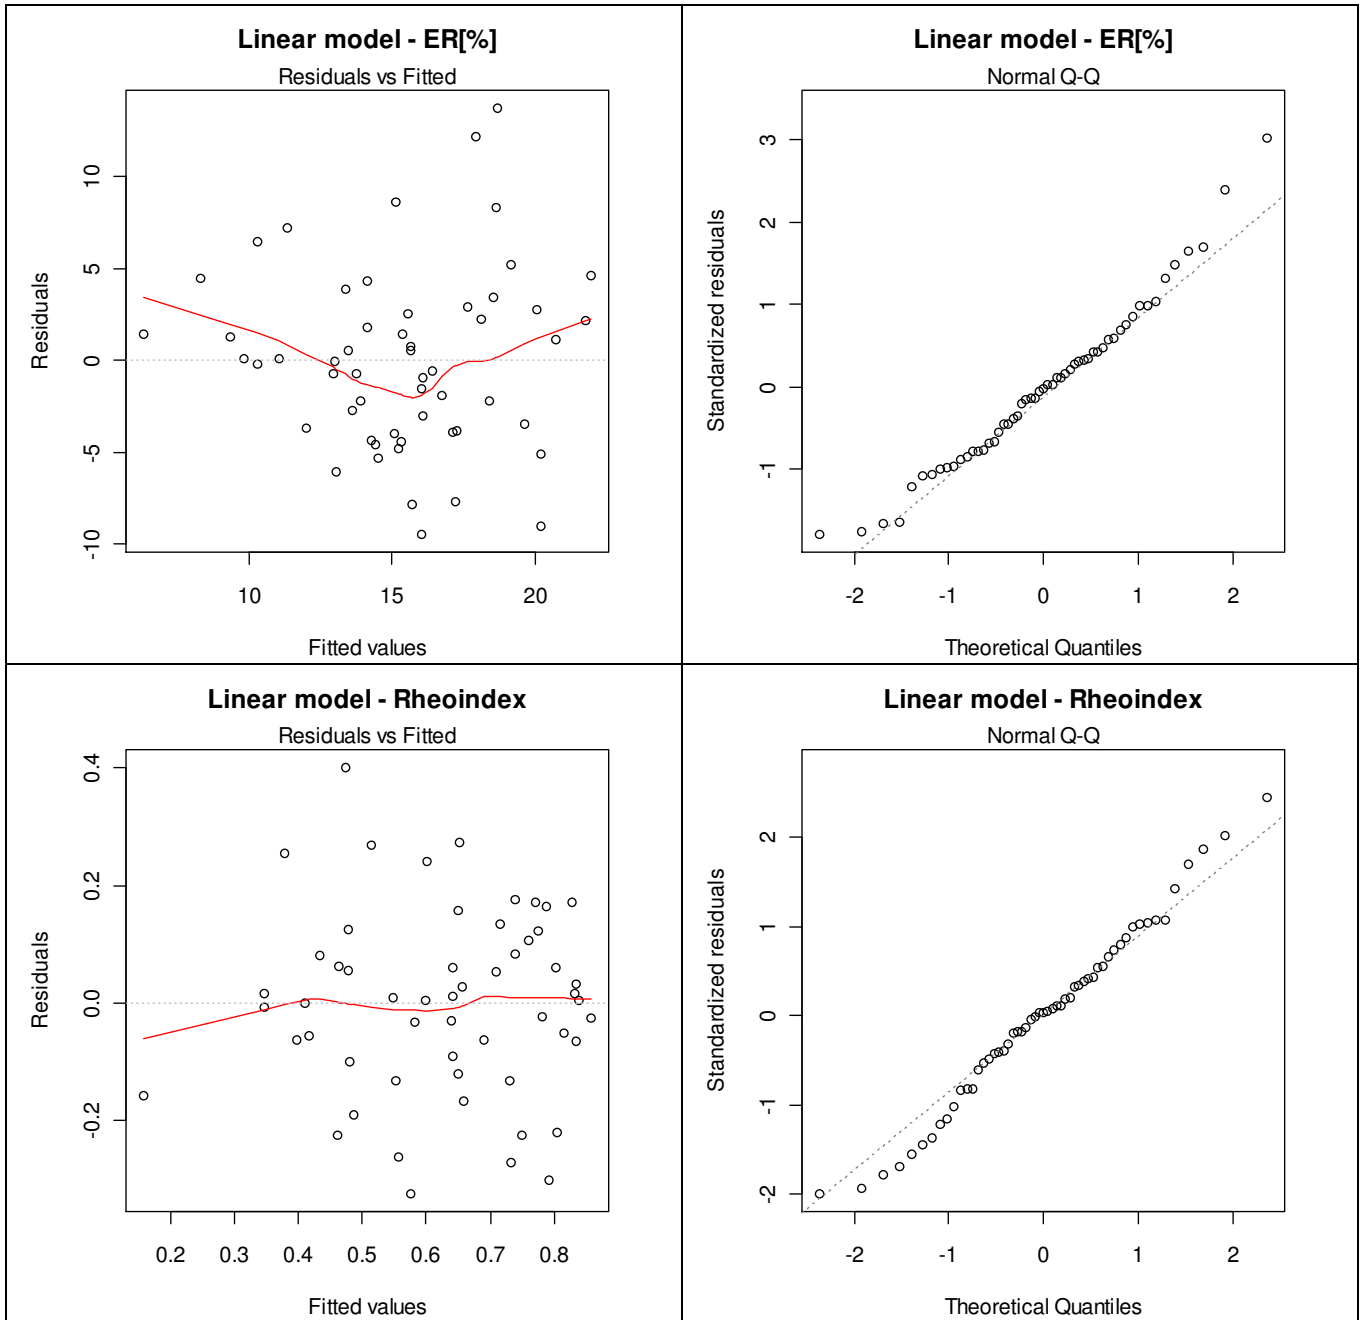 Linear model - ER[%]
Residuals vs Fitted
10
5
0
-5
-10
Residuals
10 15 20
Fitted values
Linear model - ER[%]
Normal Q-Q
3
2
1
0
-1
Standardized residuals
-2 -1 0 1 2
Theoretical Quantiles
Linear model - Rheoindex
Residuals vs Fitted
0.4
0.2
0.0
-0.2
Residuals
0.2 0.3 0.4 0.5 0.6 0.7 0.8
Fitted values
Linear model - Rheoindex
Normal Q-Q
2
1
0
-1
-2
Standardized residuals
-2 -1 0 1 2
Theoretical Quantiles